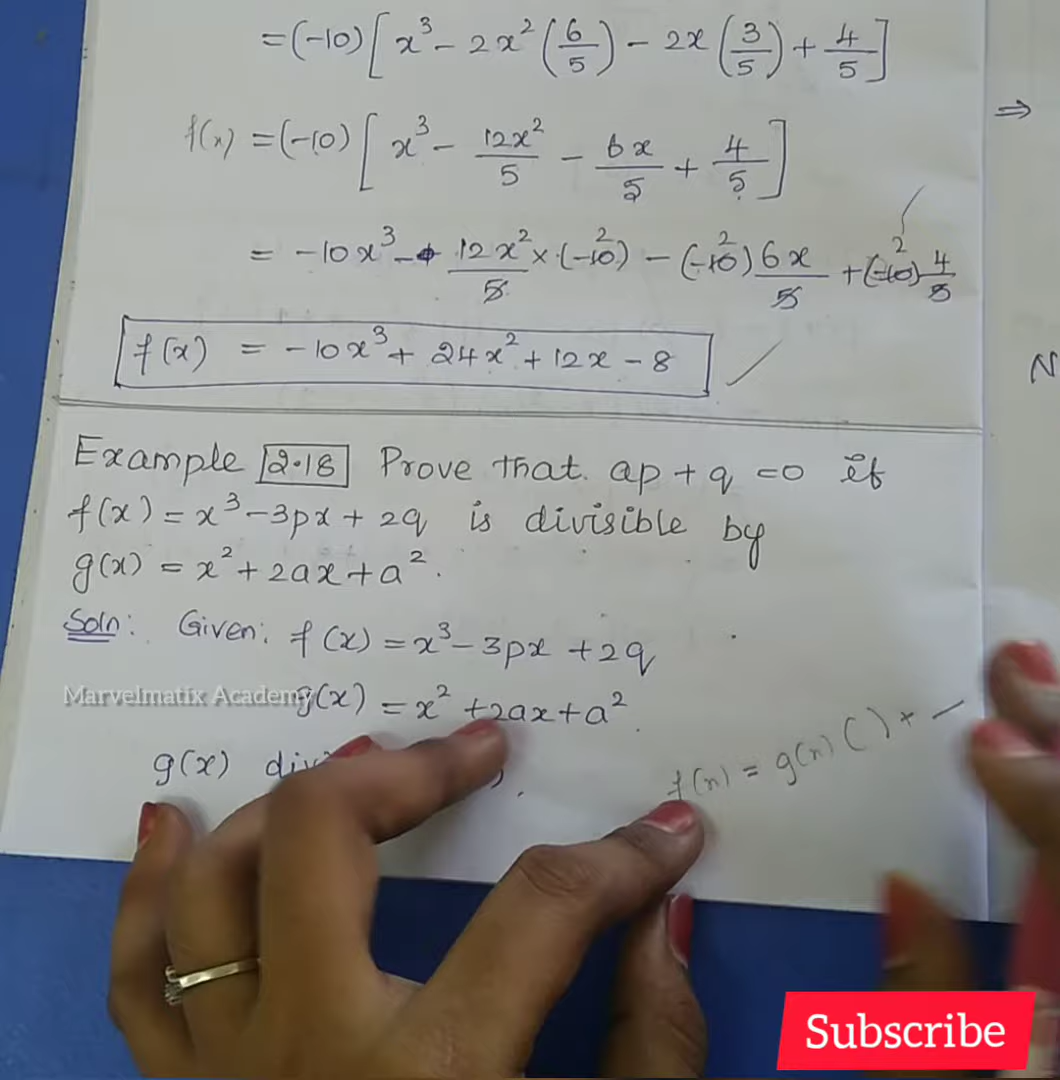 = (-10) [ x³ - 2x² (6/5) - 2x (3/5) + 4/5 ]
⇒
f(x) = (-10) [ x³ - 12x²/5 - 6x/5 + 4/5 ]
= -10x³ - 12x²/5 × (-10) 2 - (-10) 2 6x/5 + (-10) 2 4/5
f(x) = -10x³ + 24x² + 12x - 8
N
Example 2.18 Prove that ap + q = 0 if
f(x) = x³ - 3px + 2q is divisible by
g(x) = x² + 2ax + a².
Soln: Given: f(x) = x³ - 3px + 2q
Marvelmatix Academy
g(x) = x² + 2ax + a².
g(x)
f(x) = g(x) ( ) + —
Subscribe